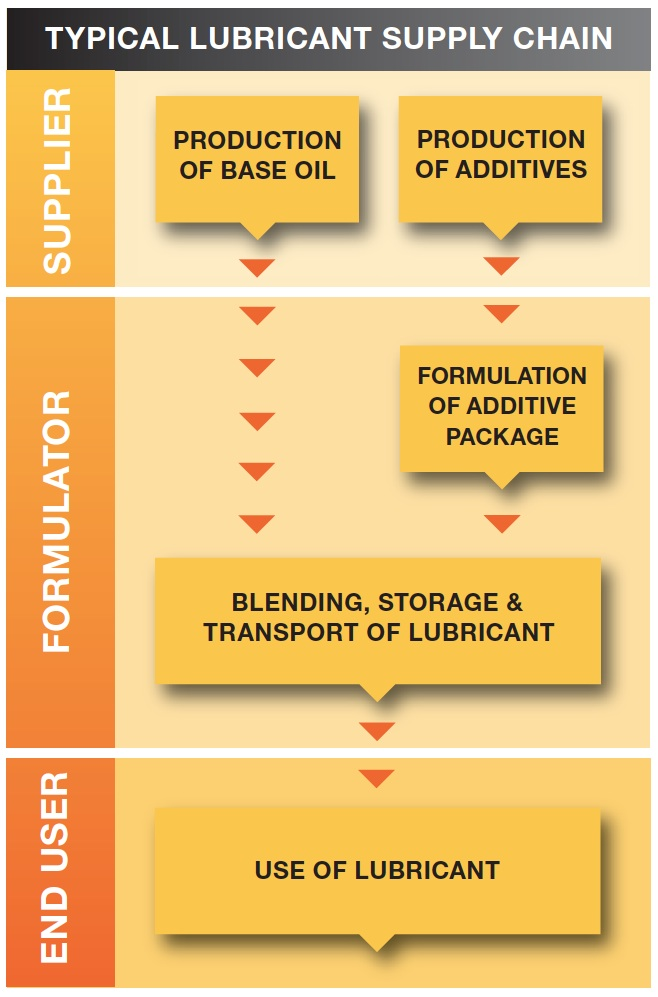 TYPICAL LUBRICANT SUPPLY CHAIN
SUPPLIER
PRODUCTION
OF BASE OIL
PRODUCTION
OF ADDITIVES
FORMULATOR
FORMULATION
OF ADDITIVE
PACKAGE
BLENDING, STORAGE &
TRANSPORT OF LUBRICANT
END USER
USE OF LUBRICANT